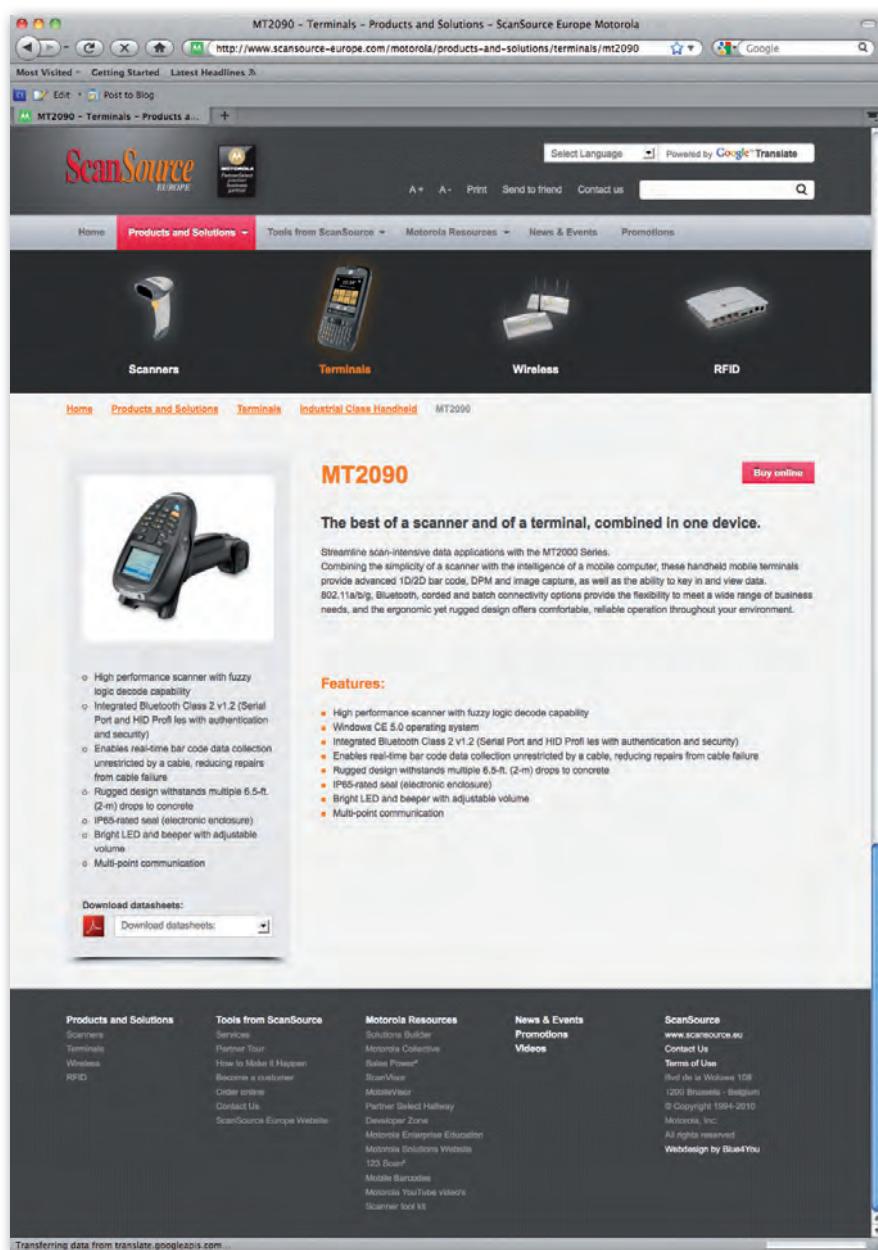 MT2090 – Terminals – Products and Solutions – ScanSource Europe Motorola
http://www.scansource-europe.com/motorola/products-and-solutions/terminals/mt2090
Google
Most Visited Getting Started Latest Headlines
Edit Post to Blog
MT2090 – Terminals – Products a... +
ScanSource
EUROPE
MOTOROLA
Select Language Powered by Google Translate
A+ A- Print Send to friend Contact us
Home Products and Solutions Tools from ScanSource Motorola Resources News & Events Promotions
Scanners Terminals Wireless RFID
Home Products and Solutions Terminals Industrial Class Handheld MT2090
MT2090
Buy online
The best of a scanner and of a terminal, combined in one device.
Streamline scan-intensive data applications with the MT2000 Series.
Combining the simplicity of a scanner with the intelligence of a mobile computer, these handheld mobile terminals
provide advanced 1D/2D bar code, DPM and image capture, as well as the ability to key in and view data.
802.11a/b/g, Bluetooth, corded and batch connectivity options provide the flexibility to meet a wide range of business
needs, and the ergonomic yet rugged design offers comfortable, reliable operation throughout your environment.
High performance scanner with fuzzy
logic decode capability
Integrated Bluetooth Class 2 v1.2 (Serial
Port and HID Profi les with authentication
and security)
Enables real-time bar code data collection
unrestricted by a cable, reducing repairs
from cable failure
Rugged design withstands multiple 6.5-ft.
(2-m) drops to concrete
IP65-rated seal (electronic enclosure)
Bright LED and beeper with adjustable
volume
Multi-point communication
Download datasheets:
Download datasheets:
Features:
High performance scanner with fuzzy logic decode capability
Windows CE 5.0 operating system
Integrated Bluetooth Class 2 v1.2 (Serial Port and HID Profi les with authentication and security)
Enables real-time bar code data collection unrestricted by a cable, reducing repairs from cable failure
Rugged design withstands multiple 6.5-ft. (2-m) drops to concrete
IP65-rated seal (electronic enclosure)
Bright LED and beeper with adjustable volume
Multi-point communication
Products and Solutions
Scanners
Terminals
Wireless
RFID
Tools from ScanSource
Services
Partner Tour
How to Make it Happen
Become a customer
Order online
Contact Us
ScanSource Europe Website
Motorola Resources
Solutions Builder
Motorola Collective
Sales Power²
ScanVisor
MobileVisor
Partner Select Hallway
Developer Zone
Motorola Enterprise Education
Motorola Solutions Website
123 Scan²
Mobile Barcodes
Motorola YouTube video's
Scanner tool kit
News & Events
Promotions
Videos
ScanSource
www.scansource.eu
Contact Us
Terms of Use
Bvd de la Woluwe 108
1200 Brussels - Belgium
© Copyright 1994-2010
Motorola, Inc.
All rights reserved
Webdesign by Blue4You
Transferring data from translate.googleapis.com...